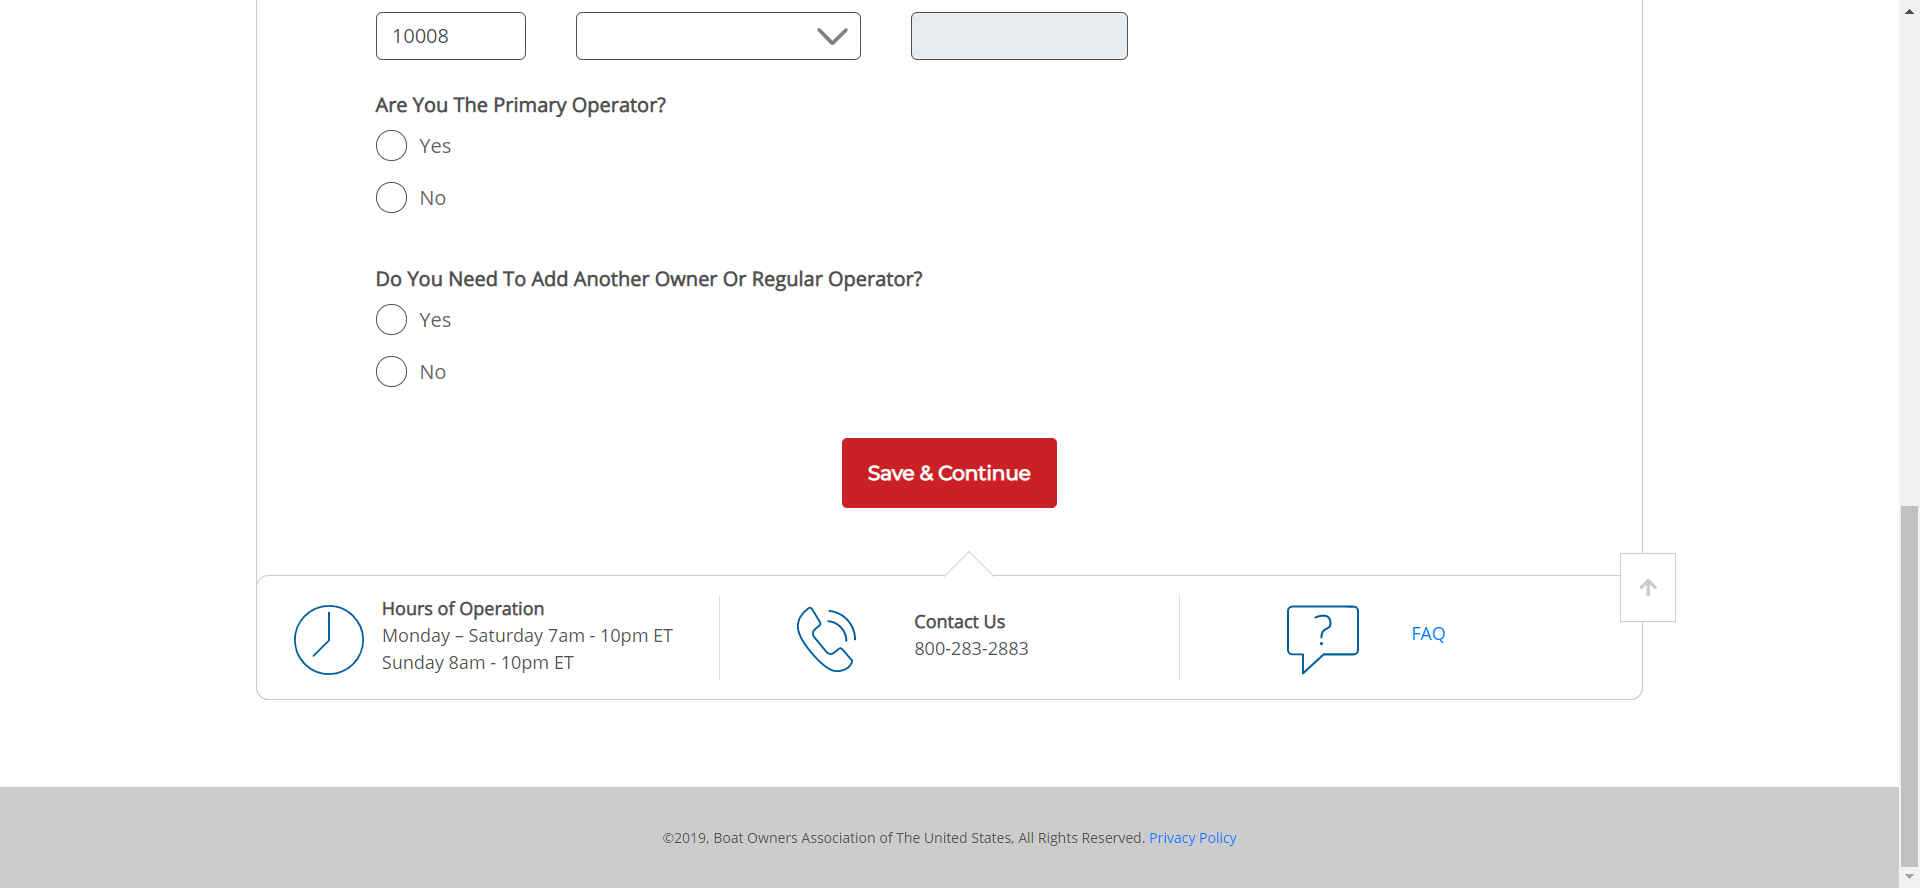 10008
Are You The Primary Operator?
Yes
No
Do You Need To Add Another Owner Or Regular Operator?
Yes
No
Save & Continue
Hours of Operation
Monday – Saturday 7am - 10pm ET
Sunday 8am - 10pm ET
Contact Us
800-283-2883
?
FAQ
©2019, Boat Owners Association of The United States, All Rights Reserved. Privacy Policy